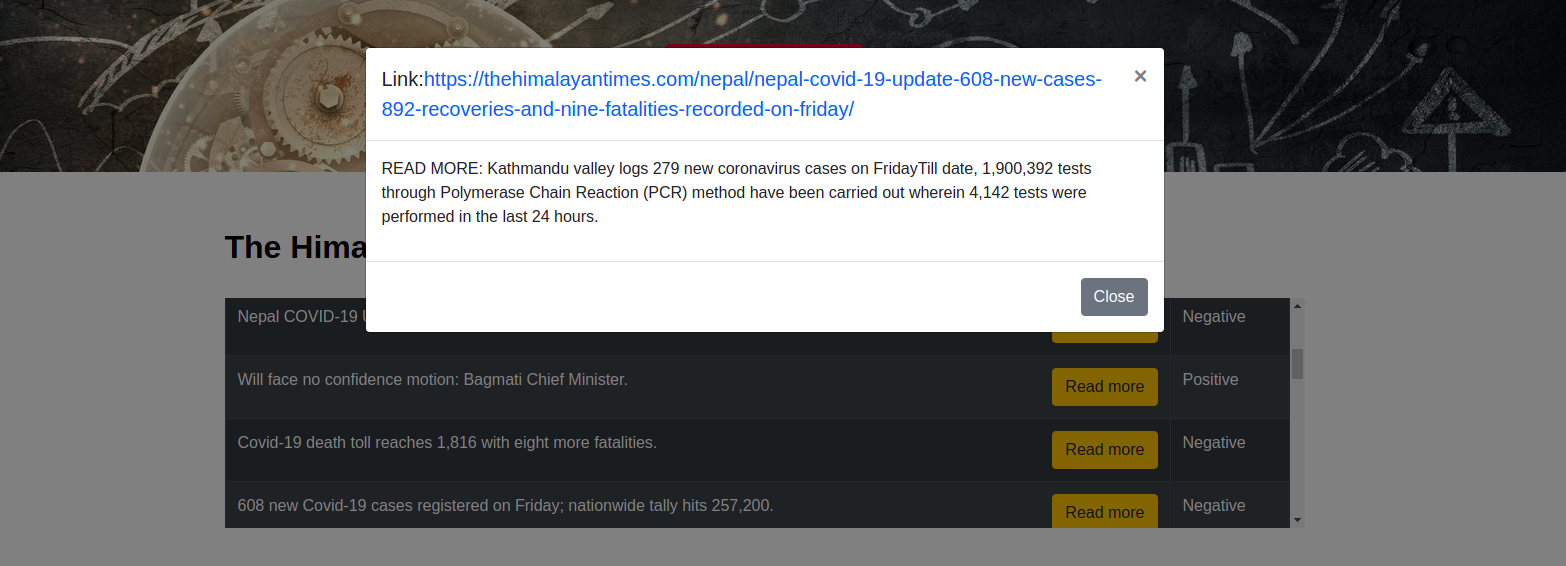 Link:https://thehimalayantimes.com/nepal/nepal-covid-19-update-608-new-cases-
892-recoveries-and-nine-fatalities-recorded-on-friday/
×
READ MORE: Kathmandu valley logs 279 new coronavirus cases on FridayTill date, 1,900,392 tests
through Polymerase Chain Reaction (PCR) method have been carried out wherein 4,142 tests were
performed in the last 24 hours.
Close
The Hima
Nepal COVID-19 Negative
Will face no confidence motion: Bagmati Chief Minister. Read more Positive
Covid-19 death toll reaches 1,816 with eight more fatalities. Read more Negative
608 new Covid-19 cases registered on Friday; nationwide tally hits 257,200. Read more Negative